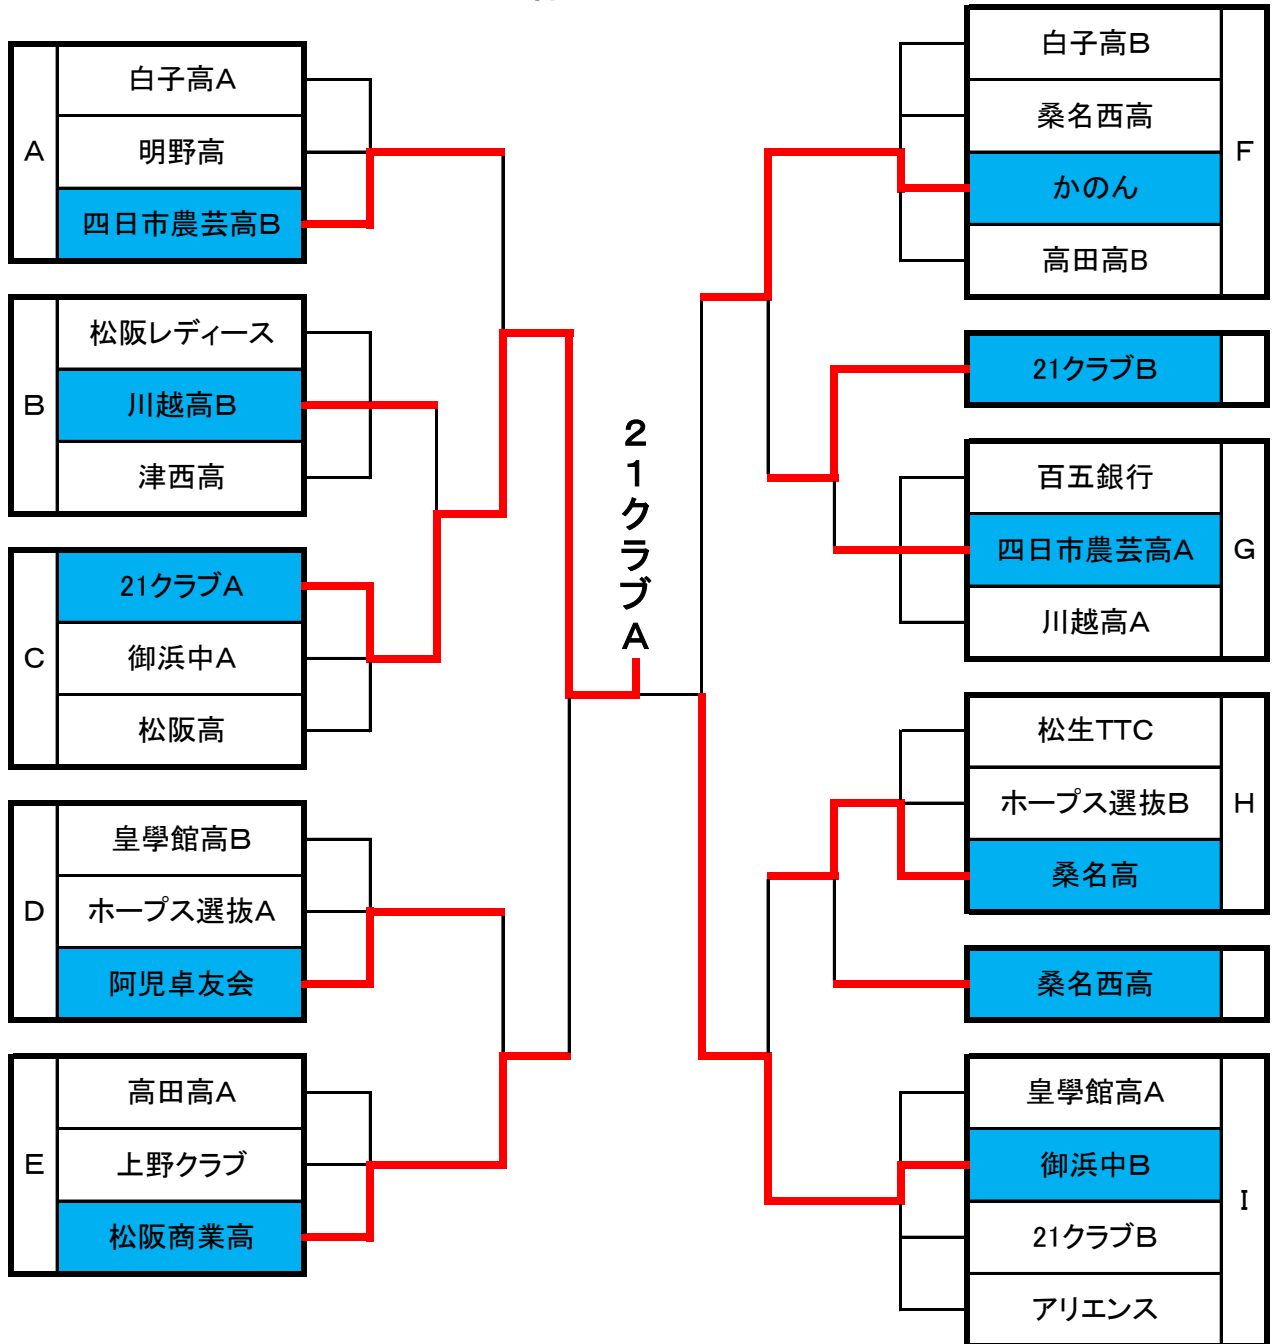 A
白子高A
明野高
四日市農芸高B
B
松阪レディース
川越高B
津西高
C
21クラブA
御浜中A
松阪高
D
皇學館高B
ホープス選抜A
阿児卓友会
E
高田高A
上野クラブ
松阪商業高
21クラブA
白子高B
桑名西高
かのん
高田高B
F
21クラブB
百五銀行
四日市農芸高A
川越高A
G
松生TTC
ホープス選抜B
桑名高
H
桑名西高
皇學館高A
御浜中B
21クラブB
アリエンス
I